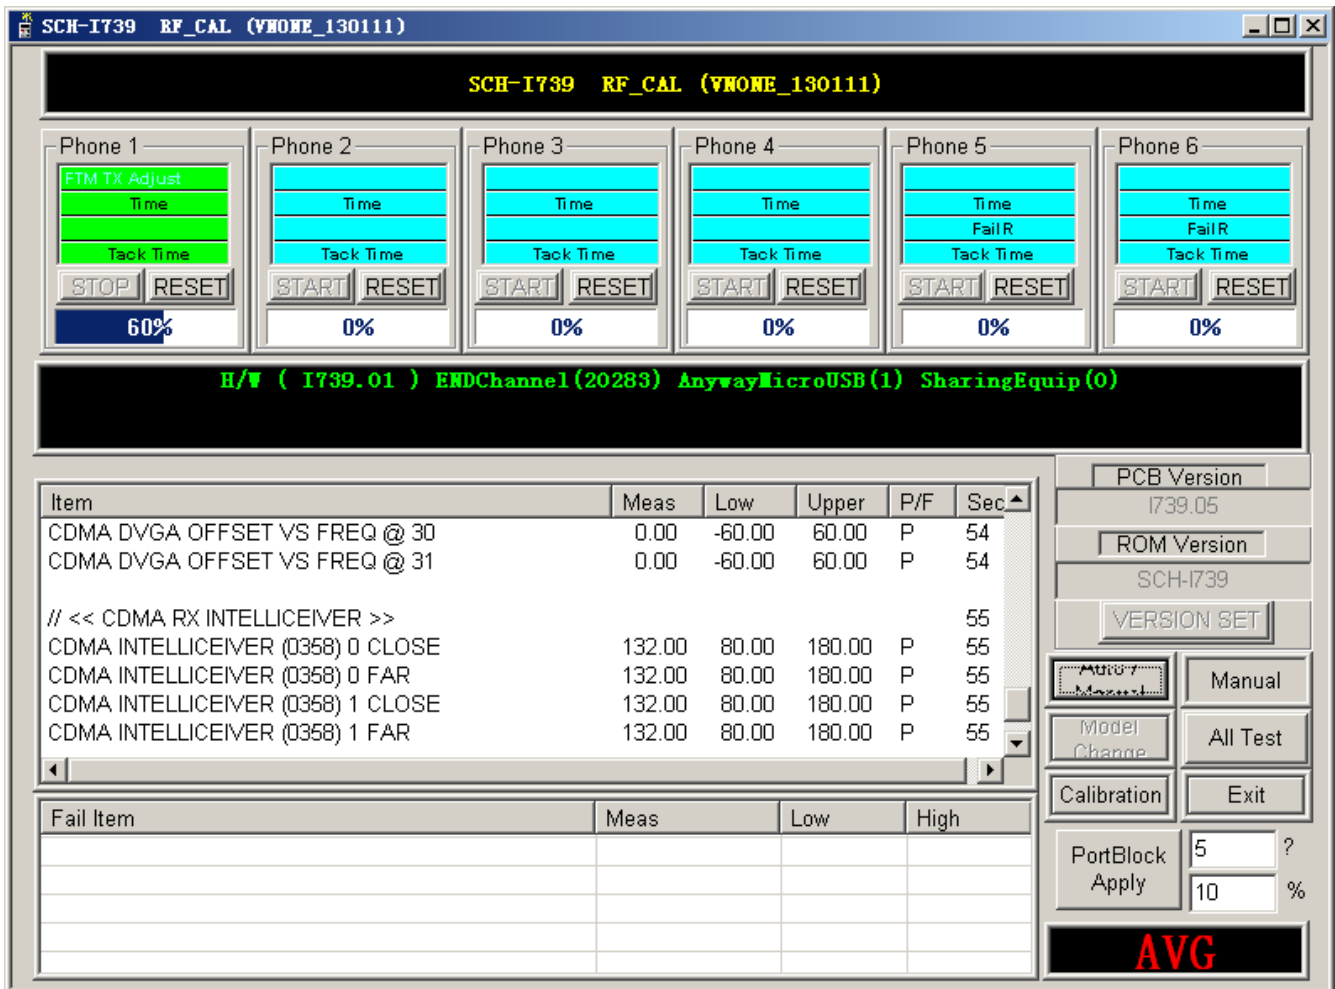 SCH-I739 RF_CAL (VNONE_130111)
SCH-I739 RF_CAL (VNONE_130111)
Phone 1 Phone 2 Phone 3 Phone 4 Phone 5 Phone 6
FTM TX Adjust
Time Time Time Time Time Time
Fail R Fail R
Tack Time Tack Time Tack Time Tack Time Tack Time Tack Time
STOP RESET START RESET START RESET START RESET START RESET START RESET
60% 0% 0% 0% 0% 0%
H/W ( I739.01 ) ENDChannel(20283) AnywayMicroUSB(1) SharingEquip(0)
Item Meas Low Upper P/F Sec
CDMA DVGA OFFSET VS FREQ @ 30 0.00 -60.00 60.00 P 54
CDMA DVGA OFFSET VS FREQ @ 31 0.00 -60.00 60.00 P 54
// << CDMA RX INTELLICEIVER >> 55
CDMA INTELLICEIVER (0358) 0 CLOSE 132.00 80.00 180.00 P 55
CDMA INTELLICEIVER (0358) 0 FAR 132.00 80.00 180.00 P 55
CDMA INTELLICEIVER (0358) 1 CLOSE 132.00 80.00 180.00 P 55
CDMA INTELLICEIVER (0358) 1 FAR 132.00 80.00 180.00 P 55
Fail Item Meas Low High
PCB Version
I739.05
ROM Version
SCH-I739
VERSION SET
Auto /
Manual
Manual
Model
Change
All Test
Calibration
Exit
PortBlock
Apply
5 ?
10 %
AVG